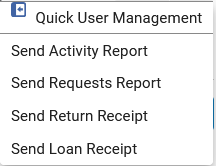 Quick User Management
Send Activity Report
Send Requests Report
Send Return Receipt
Send Loan Receipt